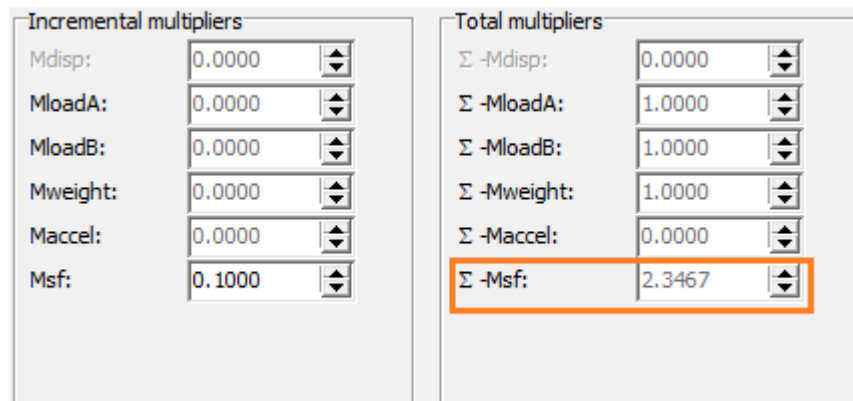 Incremental multipliers
Mdisp: 0.0000
MloadA: 0.0000
MloadB: 0.0000
Mweight: 0.0000
Maccel: 0.0000
Msf: 0.1000
Total multipliers
Σ -Mdisp: 0.0000
Σ -MloadA: 1.0000
Σ -MloadB: 1.0000
Σ -Mweight: 1.0000
Σ -Maccel: 0.0000
Σ -Msf: 2.3467